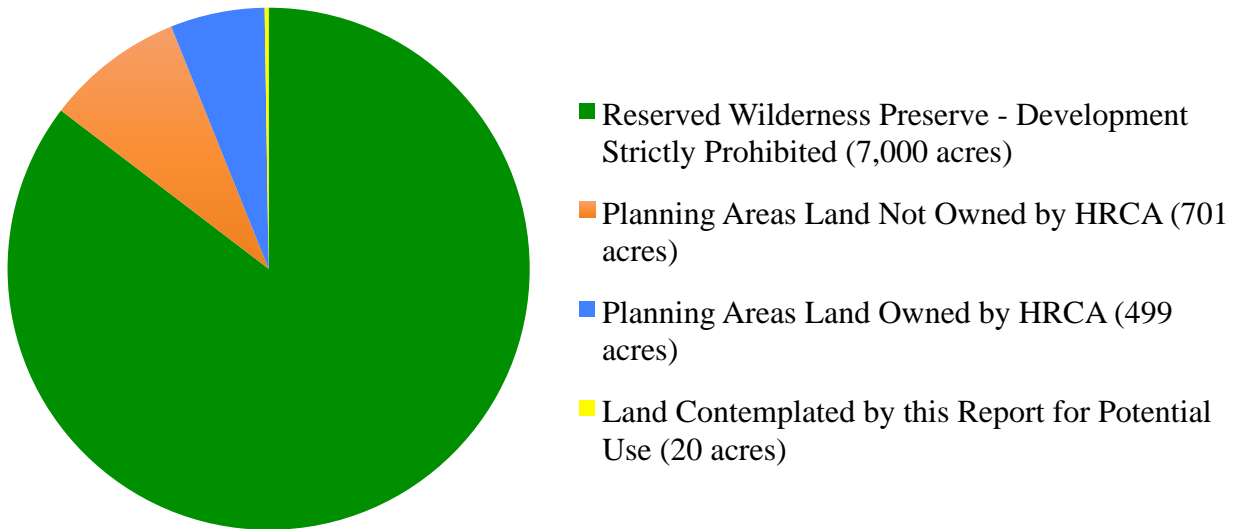 Reserved Wilderness Preserve - Development
Strictly Prohibited (7,000 acres)
Planning Areas Land Not Owned by HRCA (701
acres)
Planning Areas Land Owned by HRCA (499
acres)
Land Contemplated by this Report for Potential
Use (20 acres)